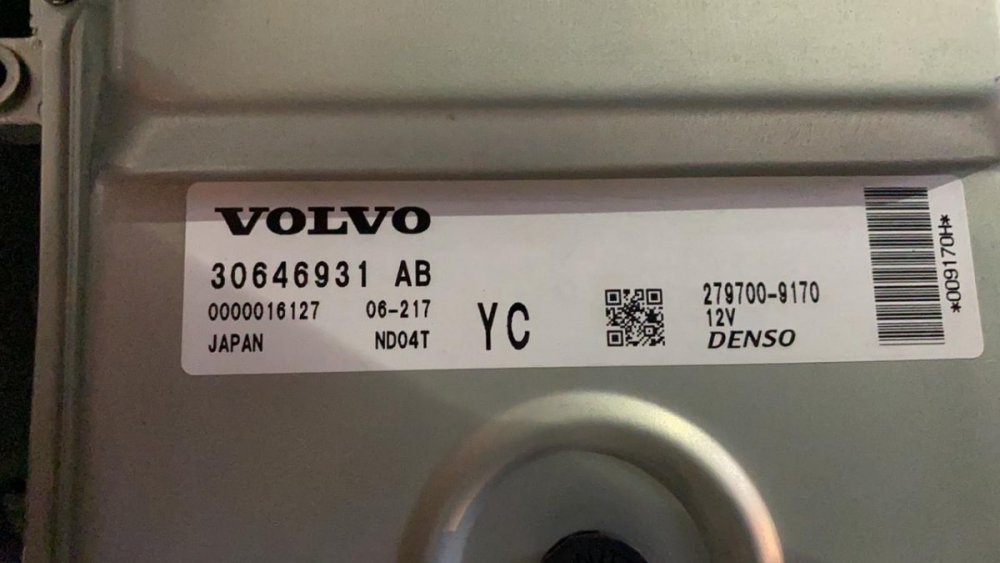 VOLVO
30646931 AB
0000016127 06-217
JAPAN ND04T
YC
279700-9170
12V
DENSO
*009170H*